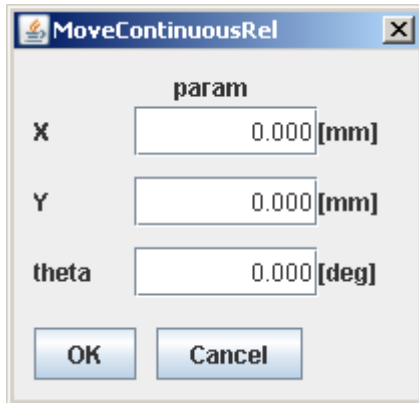 MoveContinuousRel
param
X 0.000 [mm]
Y 0.000 [mm]
theta 0.000 [deg]
OK Cancel